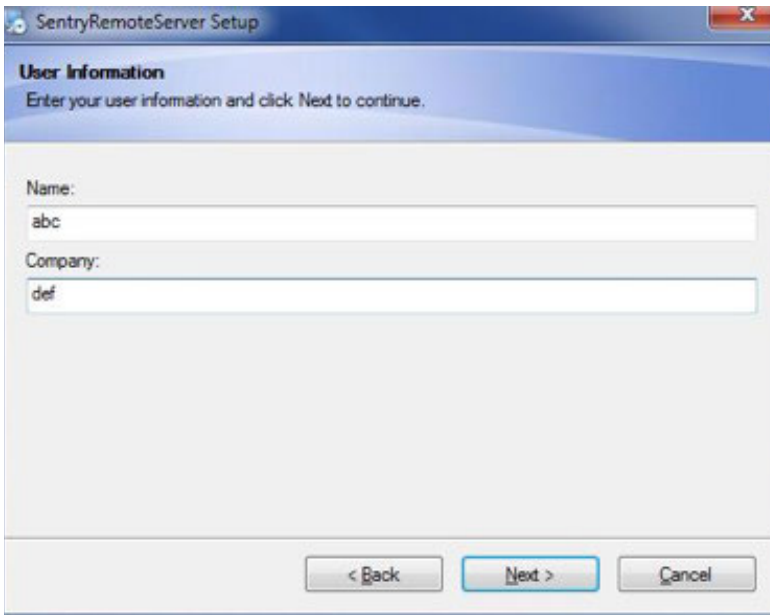 SentryRemoteServer Setup
X
User Information
Enter your user information and click Next to continue.
Name:
abc
Company:
def
< Back
Next >
Cancel